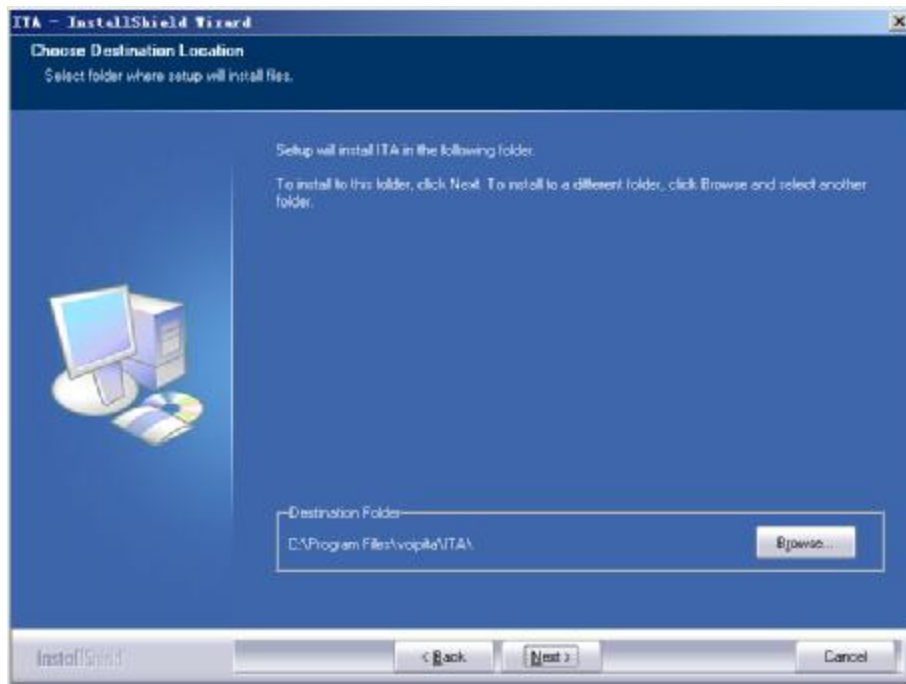 ITA - InstallShield Wizard
Choose Destination Location
Select folder where setup will install files.
Setup will install ITA in the following folder.
To install to this folder, click Next. To install to a different folder, click Browse and select another
folder.
Destination Folder
C:\Program Files\voipita\ITA\
Browse...
InstallShield
< Back
Next >
Cancel